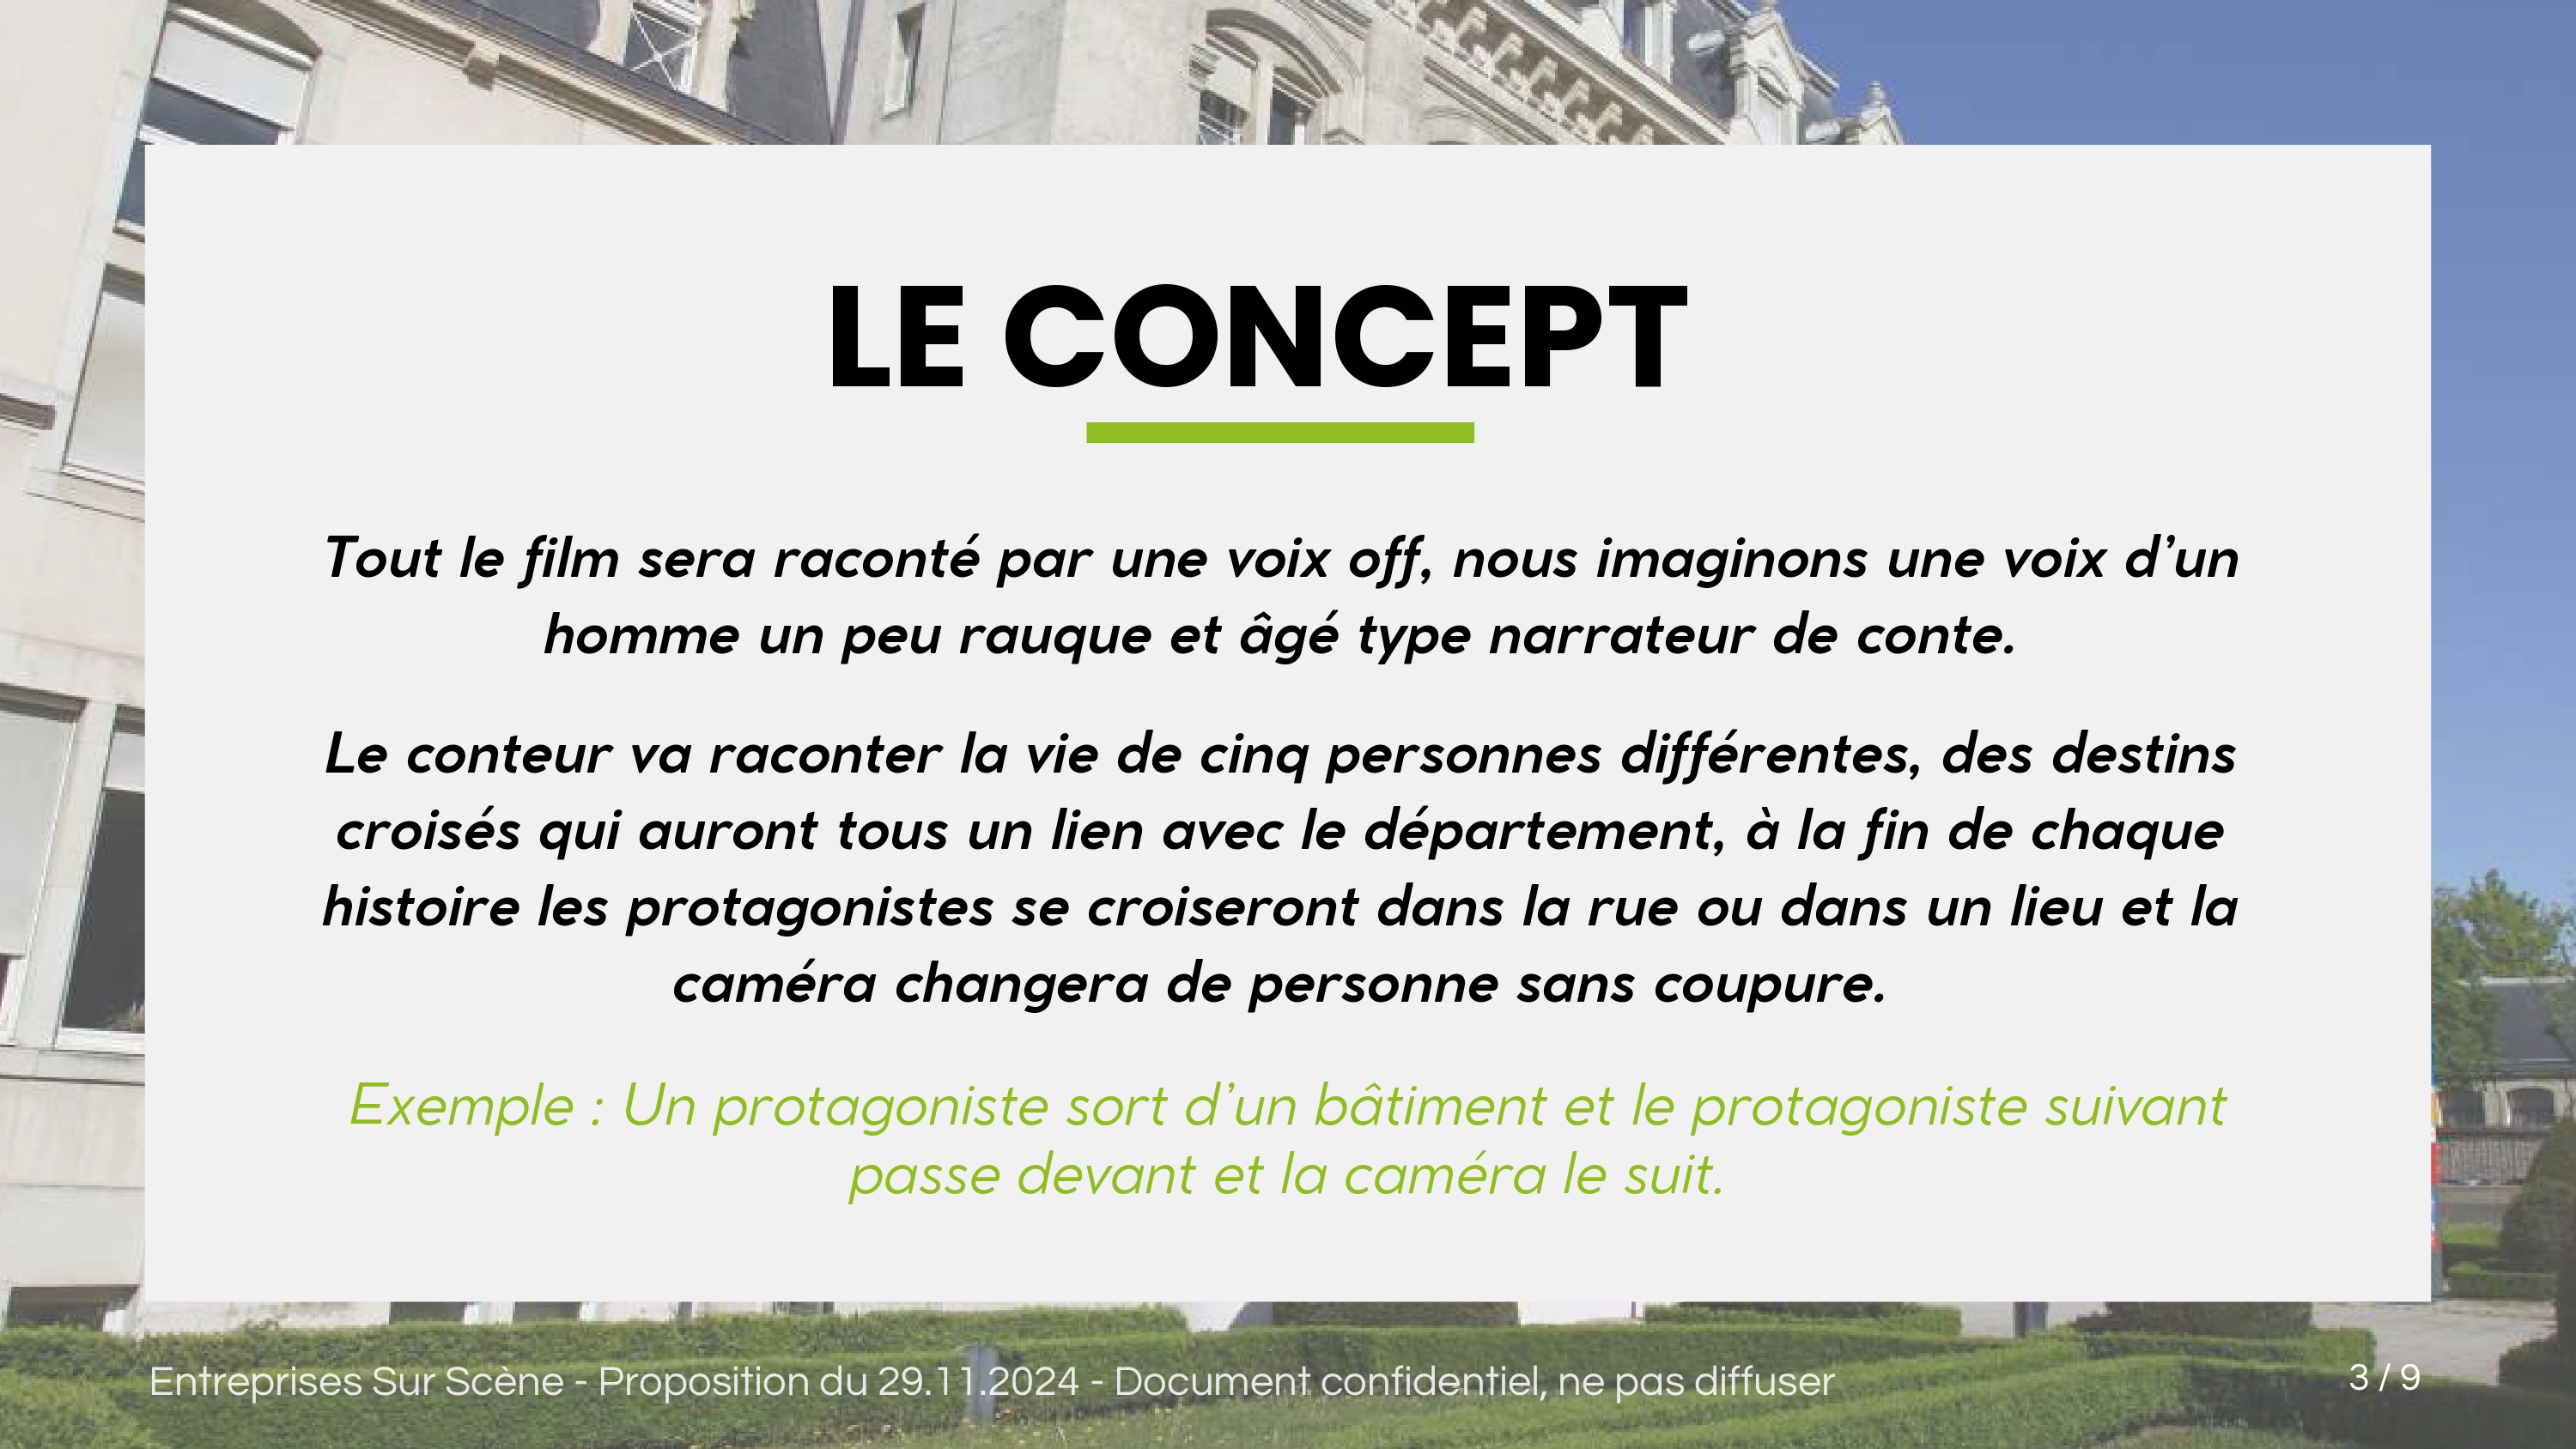 LE CONCEPT
Tout le film sera raconté par une voix off, nous imaginons une voix d’un
homme un peu rauque et âgé type narrateur de conte.
Le conteur va raconter la vie de cinq personnes différentes, des destins
croisés qui auront tous un lien avec le département, à la fin de chaque
histoire les protagonistes se croiseront dans la rue ou dans un lieu et la
caméra changera de personne sans coupure.
Exemple : Un protagoniste sort d’un bâtiment et le protagoniste suivant
passe devant et la caméra le suit.
Entreprises Sur Scène - Proposition du 29.11.2024 - Document confidentiel, ne pas diffuser
3 / 9